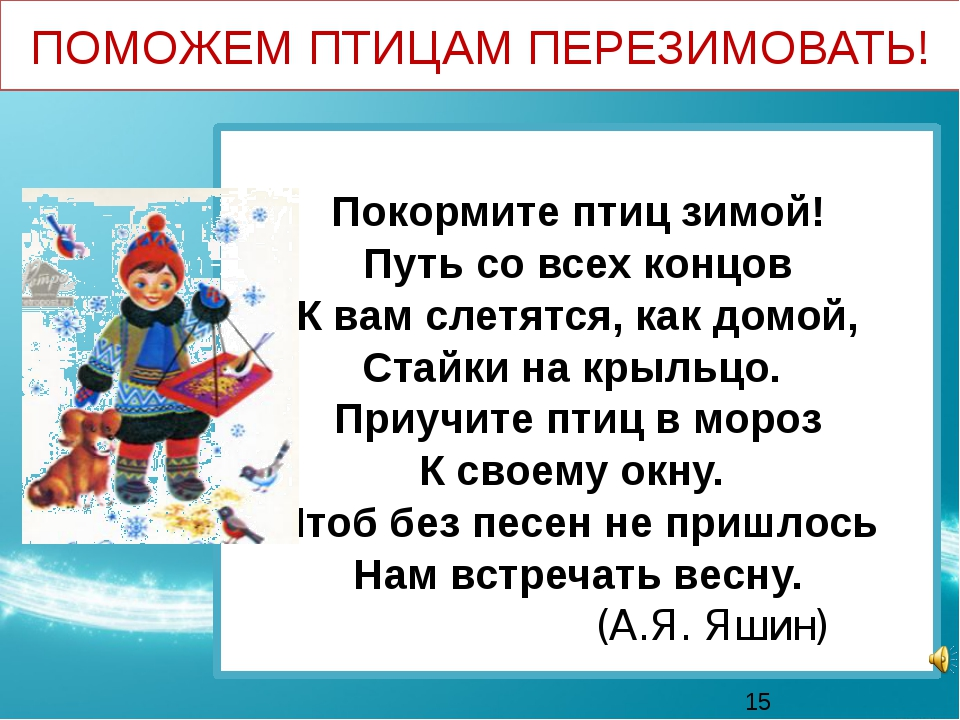 ПОМОЖЕМ ПТИЦАМ ПЕРЕЗИМОВАТЬ!
Покормите птиц зимой!
Путь со всех концов
К вам слетятся, как домой,
Стайки на крыльцо.
Приучите птиц в мороз
К своему окну.
Чтоб без песен не пришлось
Нам встречать весну.
(А.Я. Яшин)
15